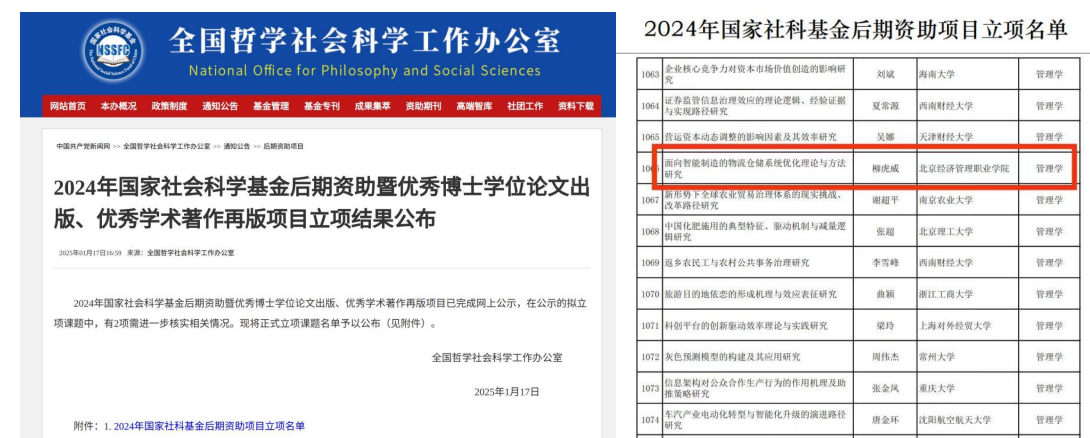 NSSFC
全国哲学社会科学工作办公室
National Office for Philosophy and Social Sciences
网站首页 本办概况 政策制度 通知公告 基金管理 基金专刊 成果集萃 资助期刊 高端智库 社团工作 资料下载
中国共产党新闻网 >> 全国哲学社会科学工作办公室 >> 通知公告 >> 后期资助项目
2024年国家社会科学基金后期资助暨优秀博士学位论文出
版、优秀学术著作再版项目立项结果公布
2025年01月17日16:59 来源：全国哲学社会科学工作办公室
2024年国家社会科学基金后期资助暨优秀博士学位论文出版、优秀学术著作再版项目已完成网上公示，在公示的拟立
项课题中，有2项需进一步核实相关情况。现将正式立项课题名单予以公布（见附件）。
全国哲学社会科学工作办公室
2025年1月17日
附件：1. 2024年国家社科基金后期资助项目立项名单
2024年国家社科基金后期资助项目立项名单
1063 企业核心竞争力对资本市场价值创造的影响研 刘斌 海南大学 管理学
究
1064 证券监管信息治理效应的理论逻辑、经验证据 夏常源 西南财经大学 管理学
与实现路径研究
1065 营运资本动态调整的影响因素及其效率研究 吴娜 天津财经大学 管理学
面向智能制造的物流仓储系统优化理论与方法 柳虎威 北京经济管理职业学院 管理学
研究
1067 新形势下全球农业贸易治理体系的现实挑战、 谢超平 南京农业大学 管理学
改革路径研究
1068 中国化肥施用的典型特征、驱动机制与减量逻 张超 北京理工大学 管理学
辑研究
1069 返乡农民工与农村公共事务治理研究 李雪峰 西南财经大学 管理学
1070 旅游目的地依恋的形成机理与效应表征研究 曲颖 浙江工商大学 管理学
1071 科创平台的创新驱动效率理论与实践研究 梁玲 上海对外经贸大学 管理学
1072 灰色预测模型的构建及其应用研究 周伟杰 常州大学 管理学
1073 信息架构对公众合作生产行为的作用机理及助 张金凤 重庆大学 管理学
推策略研究
1074 车汽产业电动化转型与智能化升级的演进路径 唐金环 沈阳航空航天大学 管理学
研究